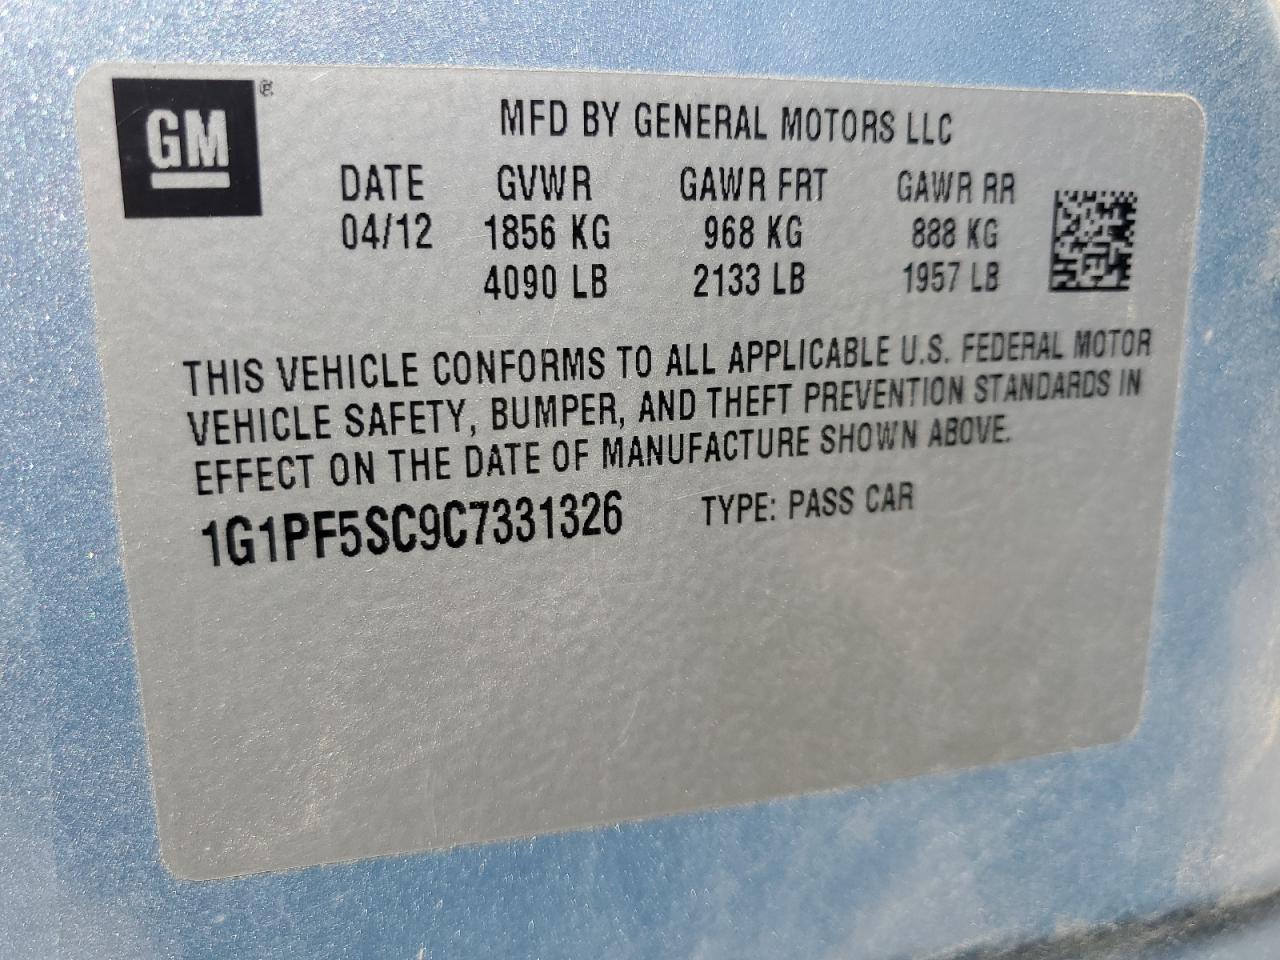 GM ®
MFD BY GENERAL MOTORS LLC
DATE GVWR GAWR FRT GAWR RR
04/12 1856 KG 968 KG 888 KG
4090 LB 2133 LB 1957 LB
THIS VEHICLE CONFORMS TO ALL APPLICABLE U.S. FEDERAL MOTOR
VEHICLE SAFETY, BUMPER, AND THEFT PREVENTION STANDARDS IN
EFFECT ON THE DATE OF MANUFACTURE SHOWN ABOVE.
1G1PF5SC9C7331326 TYPE: PASS CAR